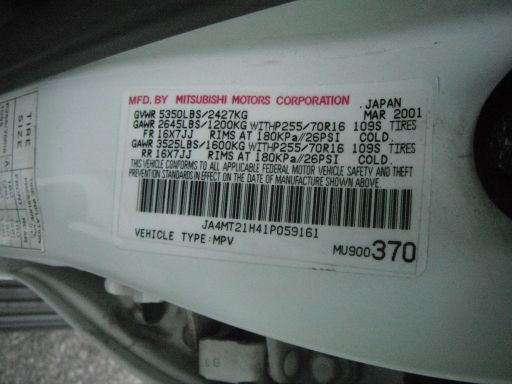 MFD. BY MITSUBISHI MOTORS CORPORATION
JAPAN
GVWR 5350LBS/2427KG MAR 2001
GAWR 2645LBS/1200KG WITHP255/70R16 109S TIRES
FR 16X7JJ RIMS AT 180KPa//26PSI COLD.
GAWR 3525LBS/1600KG WITHP255/70R16 109S TIRES
RR 16X7JJ RIMS AT 180KPa//26PSI COLD.
THIS VEHICLE CONFORMS TO ALL APPLICABLE FEDERAL MOTOR VEHICLE SAFETY AND THEFT
PREVENTION STANDARDS IN EFFECT ON THE DATE OF MANUFACTURE SHOWN ABOVE.
JA4MT21H41P059161
VEHICLE TYPE:MPV
MU900370
TIRE
SIZE